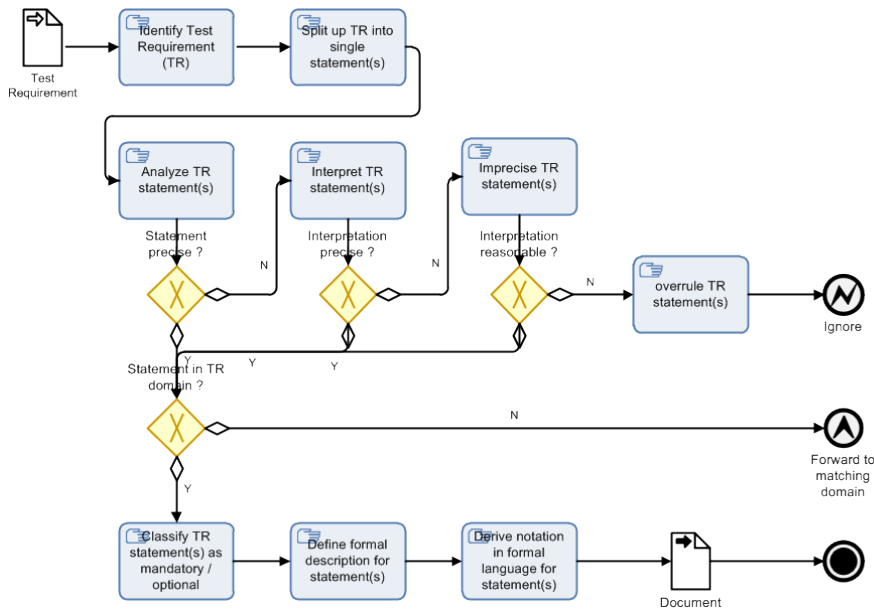 Identify Test
Requirement
(TR)
Split up TR into
single
statement(s)
Test
Requirement
Analyze TR
statement(s)
Interpret TR
statement(s)
Imprecise TR
statement(s)
Statement
precise ?
N
Interpretation
precise ?
N
Interpretation
reasonable ?
N
overrule TR
statement(s)
Ignore
Y
Y
Y
Statement in TR
domain ?
N
Forward to
matching
domain
Y
Classify TR
statement(s) as
mandatory /
optional
Define formal
description for
statement(s)
Derive notation
in formal
language for
statement(s)
Document